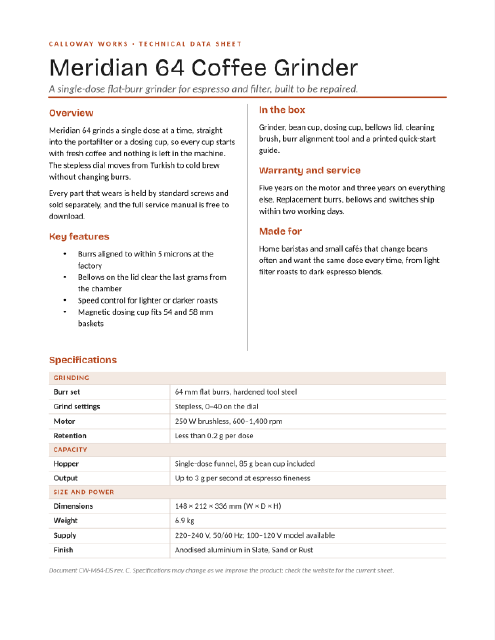 CALLOWAY WORKS • TECHNICAL DATA SHEET
Meridian 64 Coffee Grinder
A single-dose flat-burr grinder for espresso and filter, built to be repaired.
Overview
Meridian 64 grinds a single dose at a time, straight
into the portafilter or a dosing cup, so every cup starts
with fresh coffee and nothing is left in the machine.
The stepless dial moves from Turkish to cold brew
without changing burrs.
Every part that wears is held by standard screws and
sold separately, and the full service manual is free to
download.
Key features
• Burrs aligned to within 5 microns at the
factory
• Bellows on the lid clear the last grams from
the chamber
• Speed control for lighter or darker roasts
• Magnetic dosing cup fits 54 and 58 mm
baskets
In the box
Grinder, bean cup, dosing cup, bellows lid, cleaning
brush, burr alignment tool and a printed quick-start
guide.
Warranty and service
Five years on the motor and three years on everything
else. Replacement burrs, bellows and switches ship
within two working days.
Made for
Home baristas and small cafés that change beans
often and want the same dose every time, from light
filter roasts to dark espresso blends.
Specifications
GRINDING
Burr set 64 mm flat burrs, hardened tool steel
Grind settings Stepless, 0–40 on the dial
Motor 250 W brushless, 600–1,400 rpm
Retention Less than 0.2 g per dose
CAPACITY
Hopper Single-dose funnel, 85 g bean cup included
Output Up to 3 g per second at espresso fineness
SIZE AND POWER
Dimensions 148 × 212 × 336 mm (W × D × H)
Weight 6.9 kg
Supply 220–240 V, 50/60 Hz; 100–120 V model available
Finish Anodised aluminium in Slate, Sand or Rust
Document CW-M64-DS rev. C. Specifications may change as we improve the product; check the website for the current sheet.